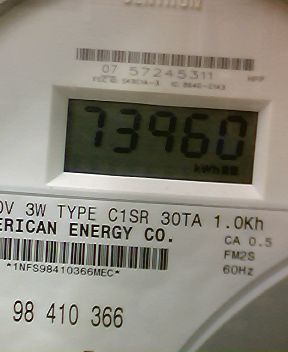 CENTRON
07 57245311
73960
kWh
0V 3W TYPE C1SR 30TA 1.0Kh
ERICAN ENERGY CO.
CA 0.5
FM2S
*1NFS98410366MEC*
60Hz
98 410 366